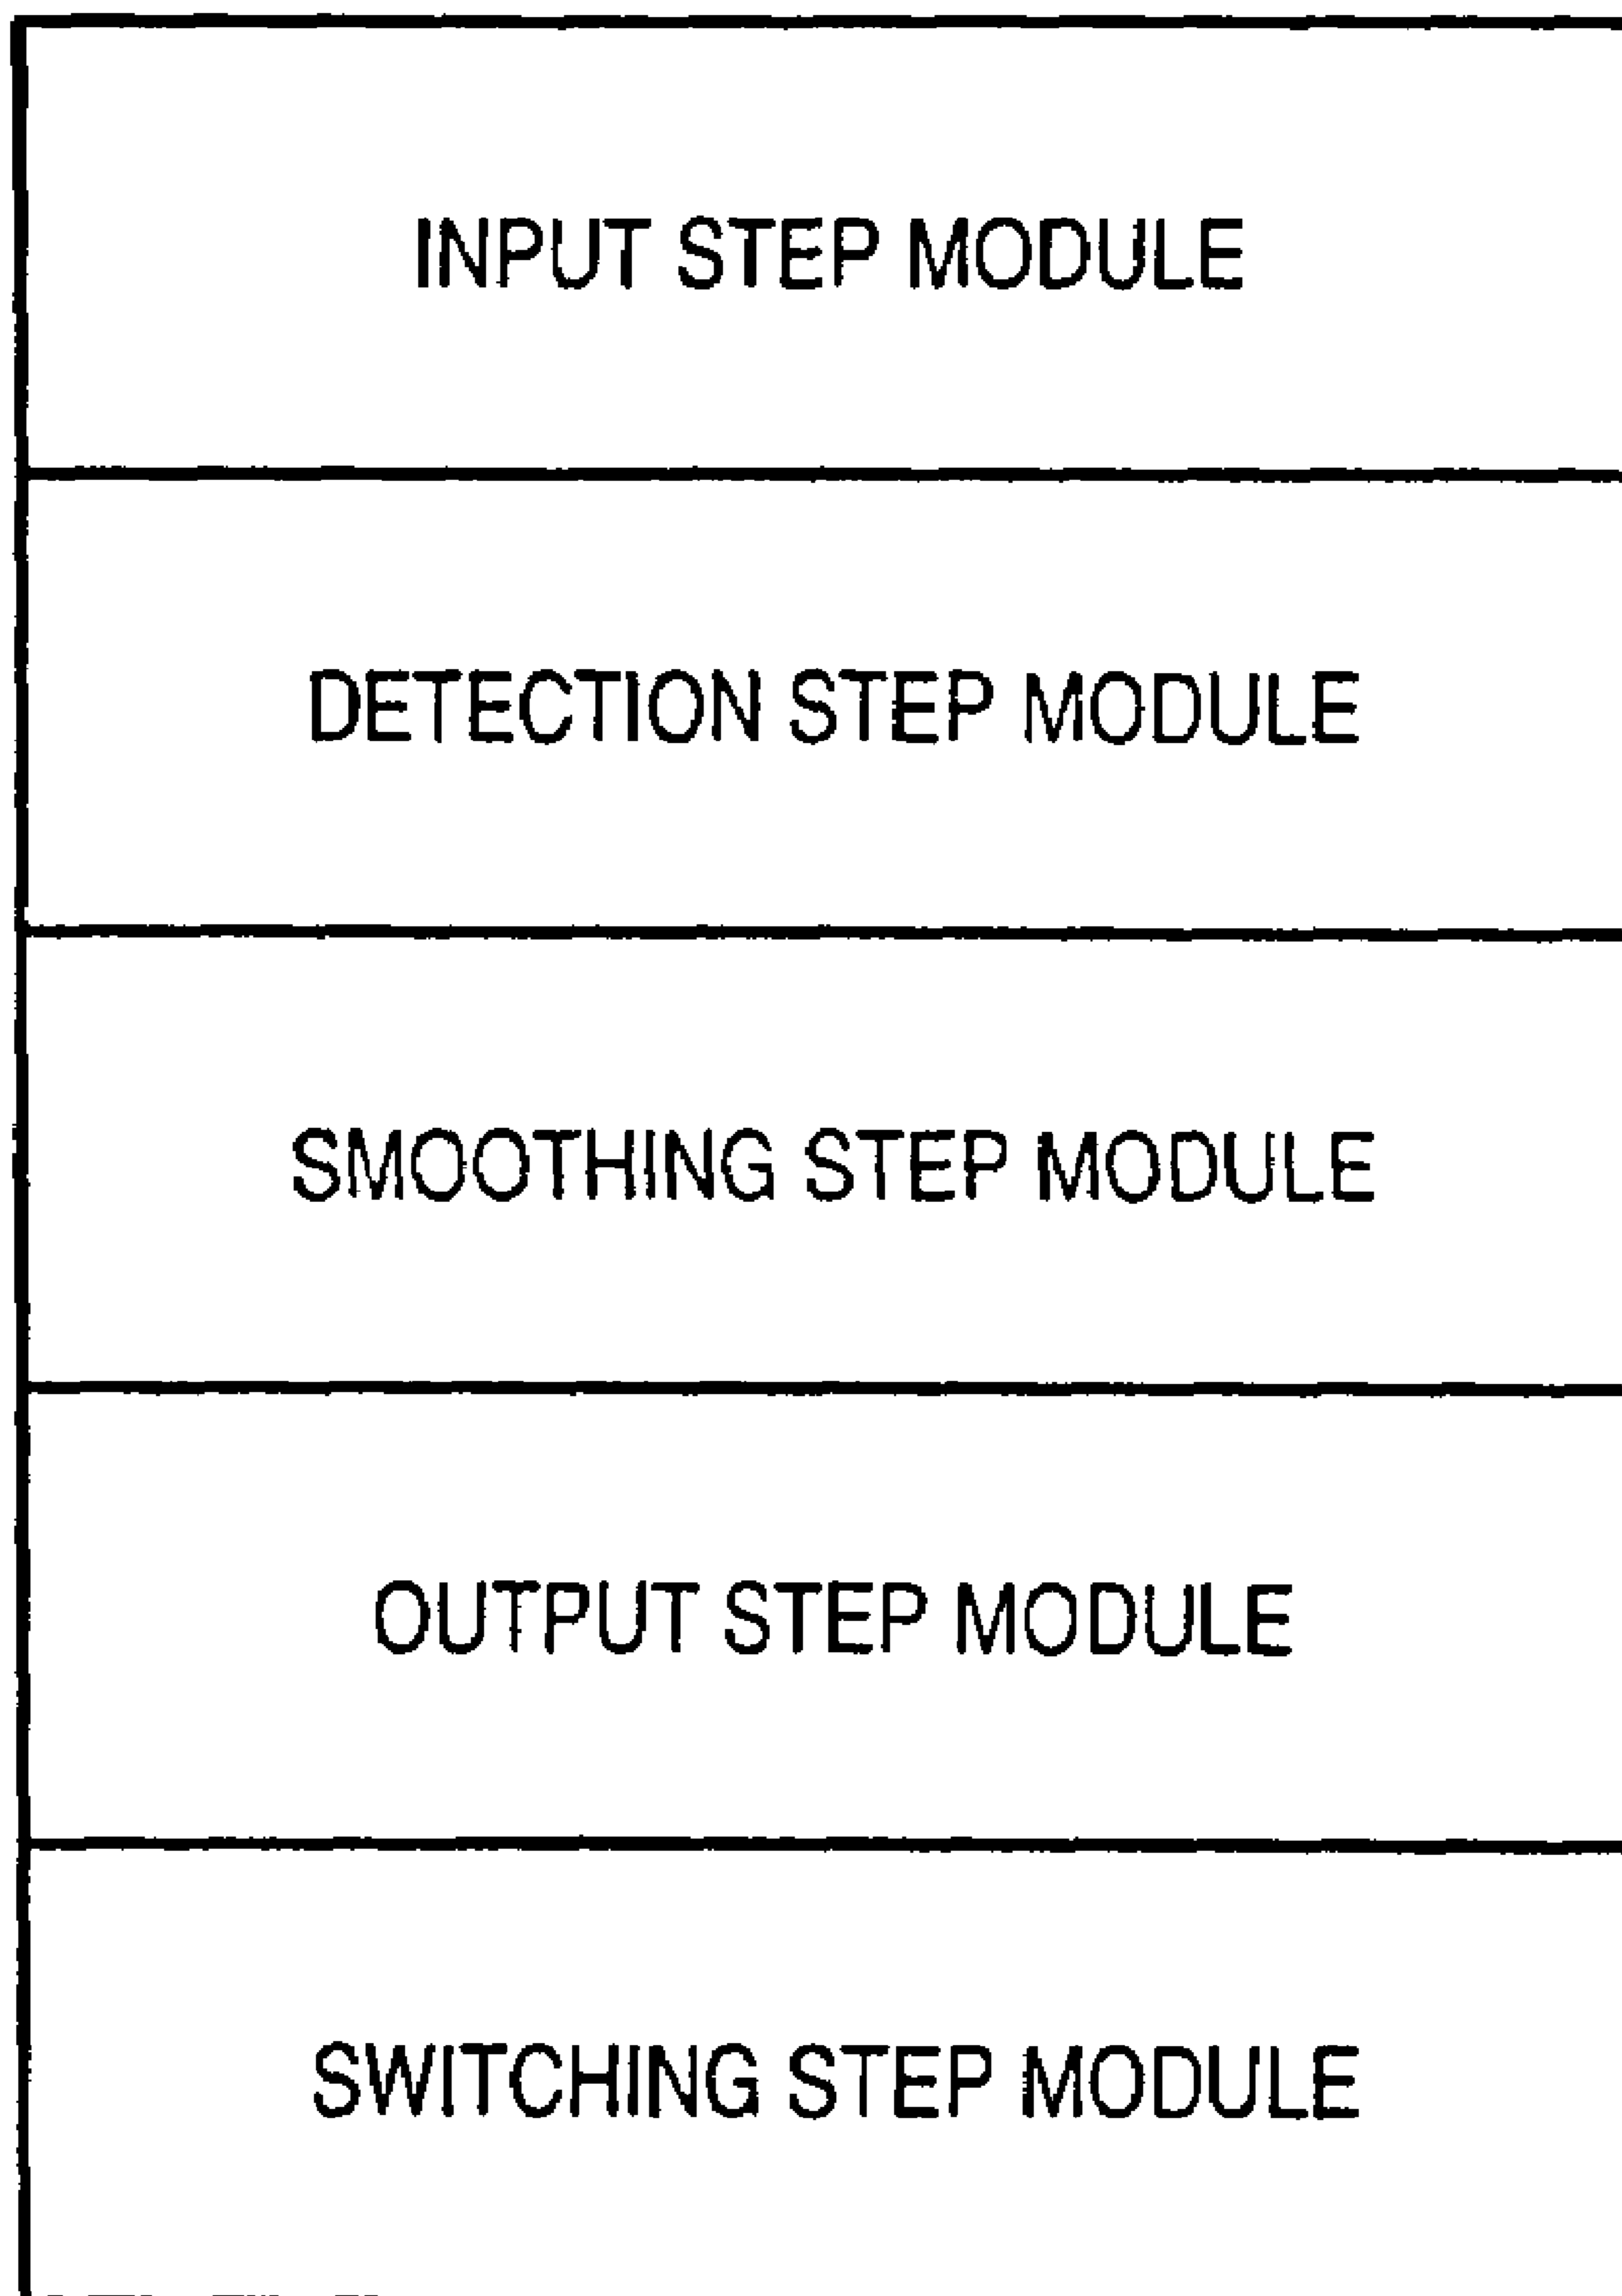 INPUT STEP MODULE
DETECTION STEP MODULE
SMOOTHING STEP MODULE
OUTPUT STEP MODULE
SWITCHING STEP MODULE